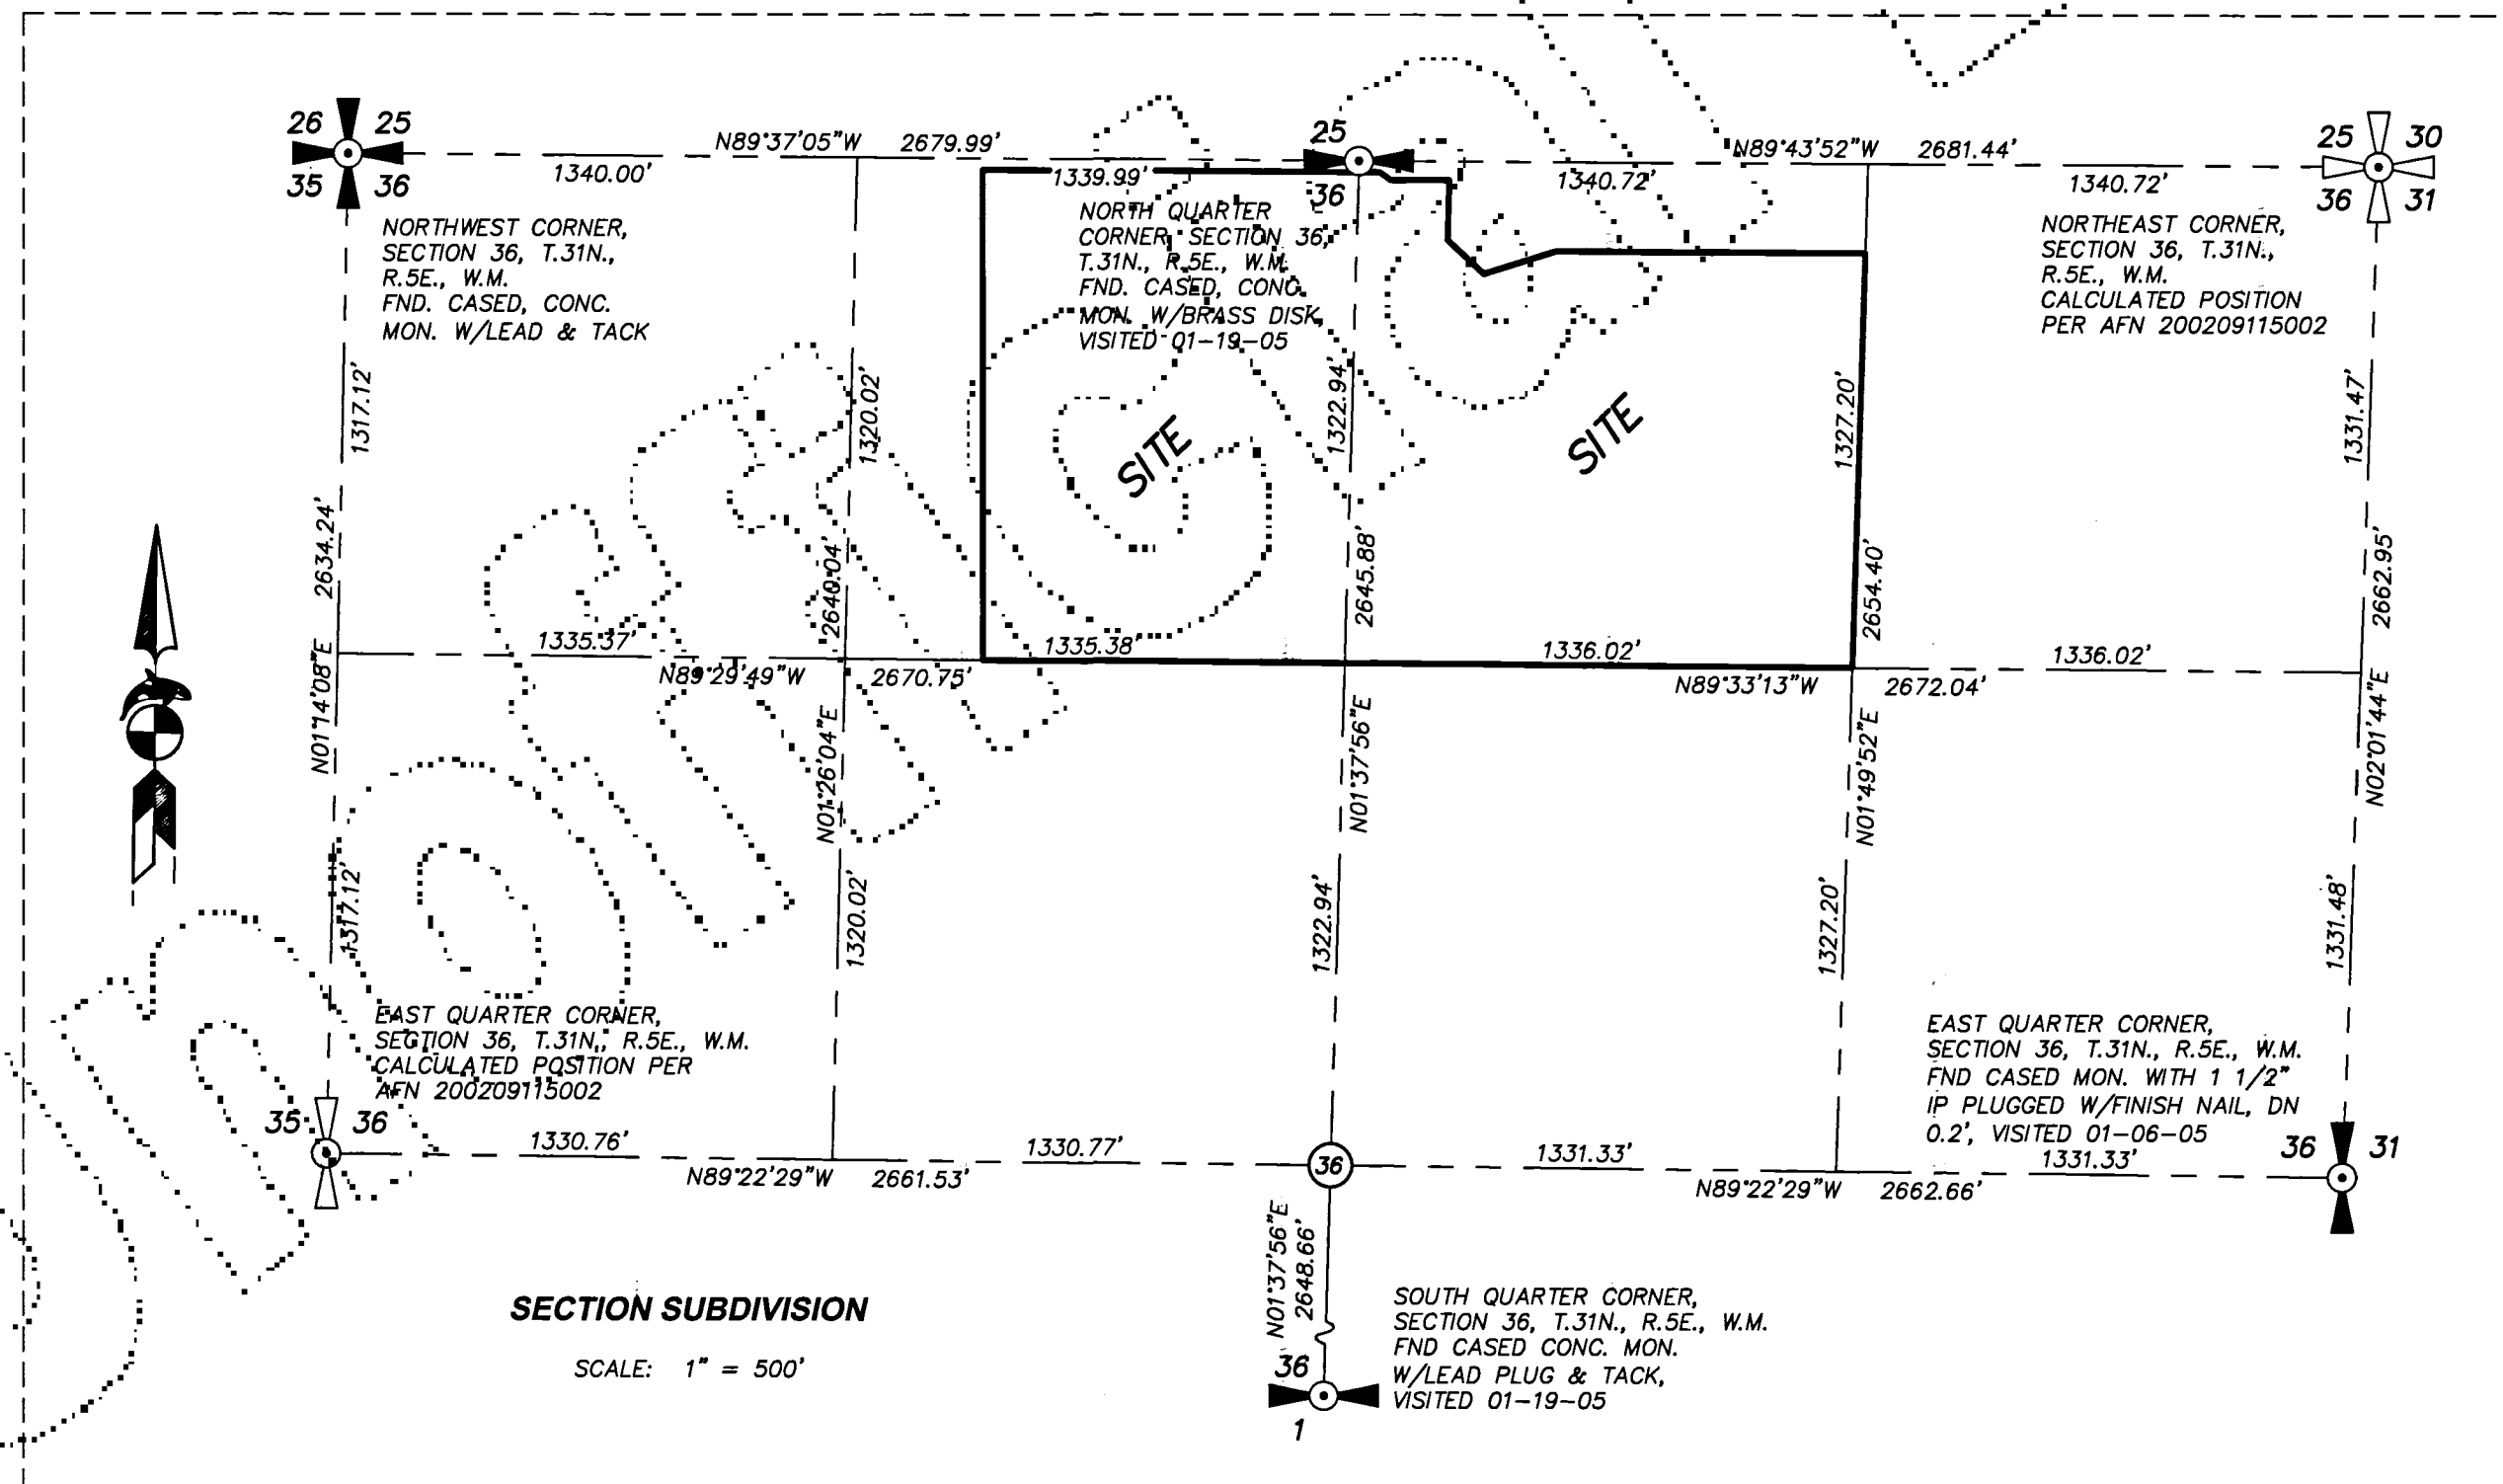 26 25
35 36
N89°37'05"W 2679.99'
1340.00'
1339.99'
25
36
N89°43'52"W 2681.44'
1340.72'
1340.72'
25 30
36 31
NORTHWEST CORNER,
SECTION 36, T.31N.,
R.5E., W.M.
FND. CASED, CONC.
MON. W/LEAD & TACK
NORTH QUARTER
CORNER, SECTION 36,
T.31N., R.5E., W.M.
FND. CASED, CONC.
MON. W/BRASS DISK,
VISITED 01-19-05
NORTHEAST CORNER,
SECTION 36, T.31N.,
R.5E., W.M.
CALCULATED POSITION
PER AFN 200209115002
1317.12'
1320.02'
1322.94'
1327.20'
1331.47'
SITE
SITE
N01°14'08"E 2634.24'
2640.04'
2645.88'
2654.40'
2662.95'
1335.37'
1335.38'
1336.02'
1336.02'
N89°29'49"W 2670.75'
N89°33'13"W 2672.04'
N01°26'04"E
N01°37'56"E
N01°49'52"E
N02°01'44"E
1317.12'
1320.02'
1322.94'
1327.20'
1331.48'
EAST QUARTER CORNER,
SECTION 36, T.31N., R.5E., W.M.
CALCULATED POSITION PER
AFN 200209115002
EAST QUARTER CORNER,
SECTION 36, T.31N., R.5E., W.M.
FND CASED MON. WITH 1 1/2"
IP PLUGGED W/FINISH NAIL, DN
0.2', VISITED 01-06-05
35 36
1330.76'
1330.77'
36
1331.33'
1331.33'
36 31
N89°22'29"W 2661.53'
N89°22'29"W 2662.66'
N01°37'56"E
2648.66'
36
1
SOUTH QUARTER CORNER,
SECTION 36, T.31N., R.5E., W.M.
FND CASED CONC. MON.
W/LEAD PLUG & TACK,
VISITED 01-19-05
SECTION SUBDIVISION
SCALE: 1" = 500'